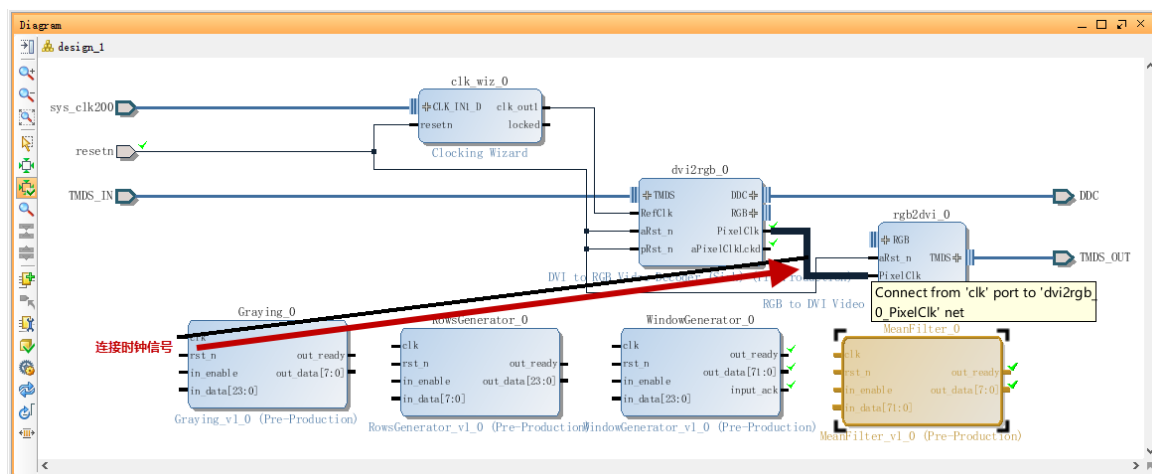 Diagram
design_1
clk_wiz_0
sys_clk200
CLK_IN1_D clk_out1
resetn locked
resetn
Clocking Wizard
dvi2rgb_0
TMDS_IN
TMDS DDC
RefClk RGB
aRst_n PixelClk
pRst_n aPixelClkLckd
DDC
rgb2dvi_0
RGB
aRst_n TMDS
PixelClk
TMDS_OUT
DVI to RGB Video
RGB to DVI Video
Connect from 'clk' port to 'dvi2rgb_
0_PixelClk' net
连接时钟信号
Graying_0
clk
rst_n out_ready
in_enable out_data[7:0]
in_data[23:0]
Graying_v1_0 (Pre-Production)
RowsGenerator_0
clk
rst_n out_ready
in_enable out_data[23:0]
in_data[7:0]
RowsGenerator_v1_0 (Pre-Production)
WindowGenerator_0
clk
rst_n out_ready
in_enable out_data[71:0]
in_data[23:0] input_ack
WindowGenerator_v1_0 (Pre-Production)
MeanFilter_0
clk
rst_n out_ready
in_enable out_data[7:0]
in_data[71:0]
MeanFilter_v1_0 (Pre-Production)